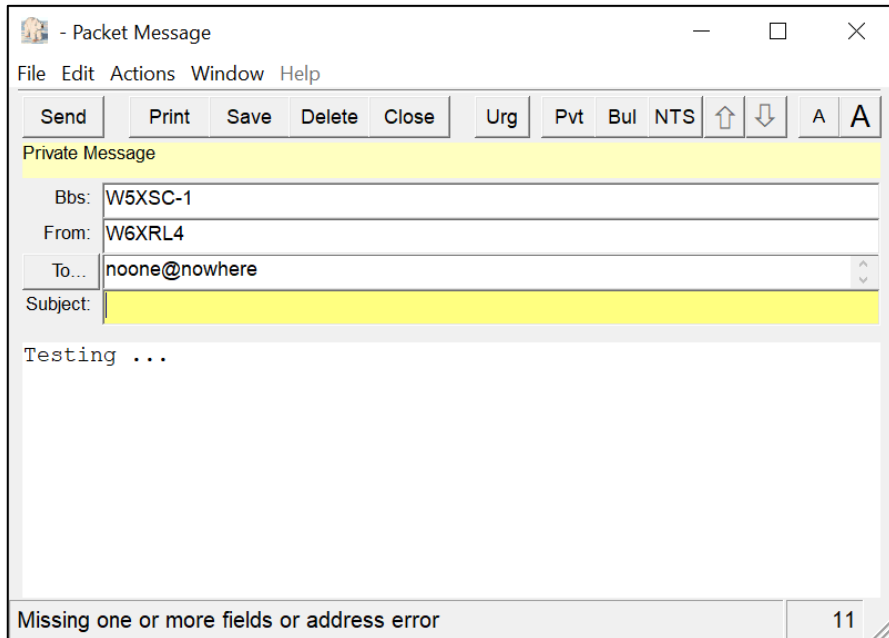 - Packet Message
File Edit Actions Window Help
Send Print Save Delete Close Urg Pvt Bul NTS A A
Private Message
Bbs: W5XSC-1
From: W6XRL4
To... noone@nowhere
Subject:
Testing ...
Missing one or more fields or address error 11